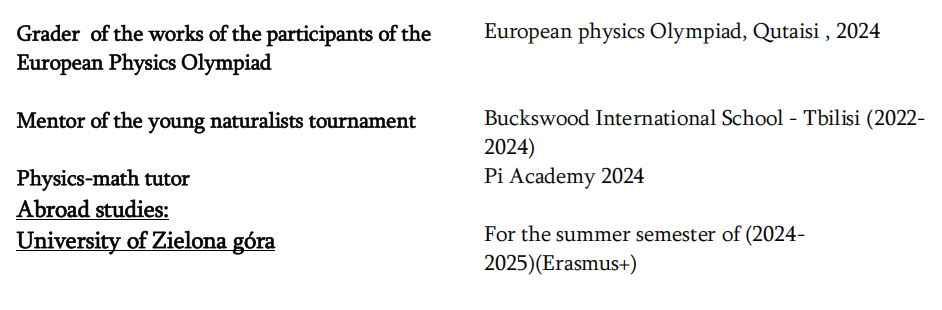 Grader  of the works of the participants of the
European Physics Olympiad
European physics Olympiad, Qutaisi , 2024
Mentor of the young naturalists tournament
Buckswood International School - Tbilisi (2022-
2024)
Physics-math tutor
Pi Academy 2024
Abroad studies:
University of Zielona góra
For the summer semester of (2024-
2025)(Erasmus+)